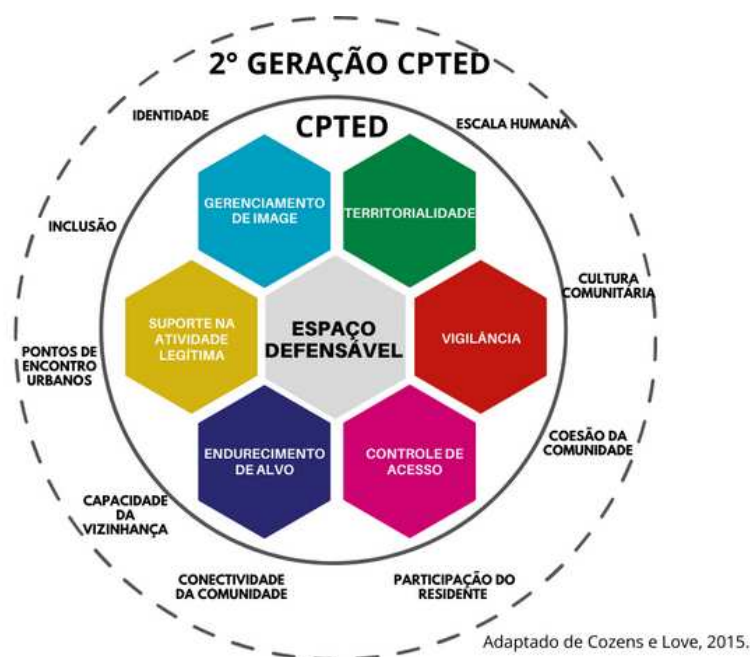 2° GERAÇÃO CPTED
IDENTIDADE
ESCALA HUMANA
CPTED
GERENCIAMENTO
DE IMAGE
TERRITORIALIDADE
INCLUSÃO
CULTURA
COMUNITÁRIA
SUPORTE NA
ATIVIDADE
LEGÍTIMA
ESPAÇO
DEFENSÁVEL
VIGILÂNCIA
PONTOS DE
ENCONTRO
URBANOS
COESÃO DA
COMUNIDADE
ENDURECIMENTO
DE ALVO
CONTROLE DE
ACESSO
CAPACIDADE
DA
VIZINHANÇA
CONECTIVIDADE
DA COMUNIDADE
PARTICIPAÇÃO DO
RESIDENTE
Adaptado de Cozens e Love, 2015.